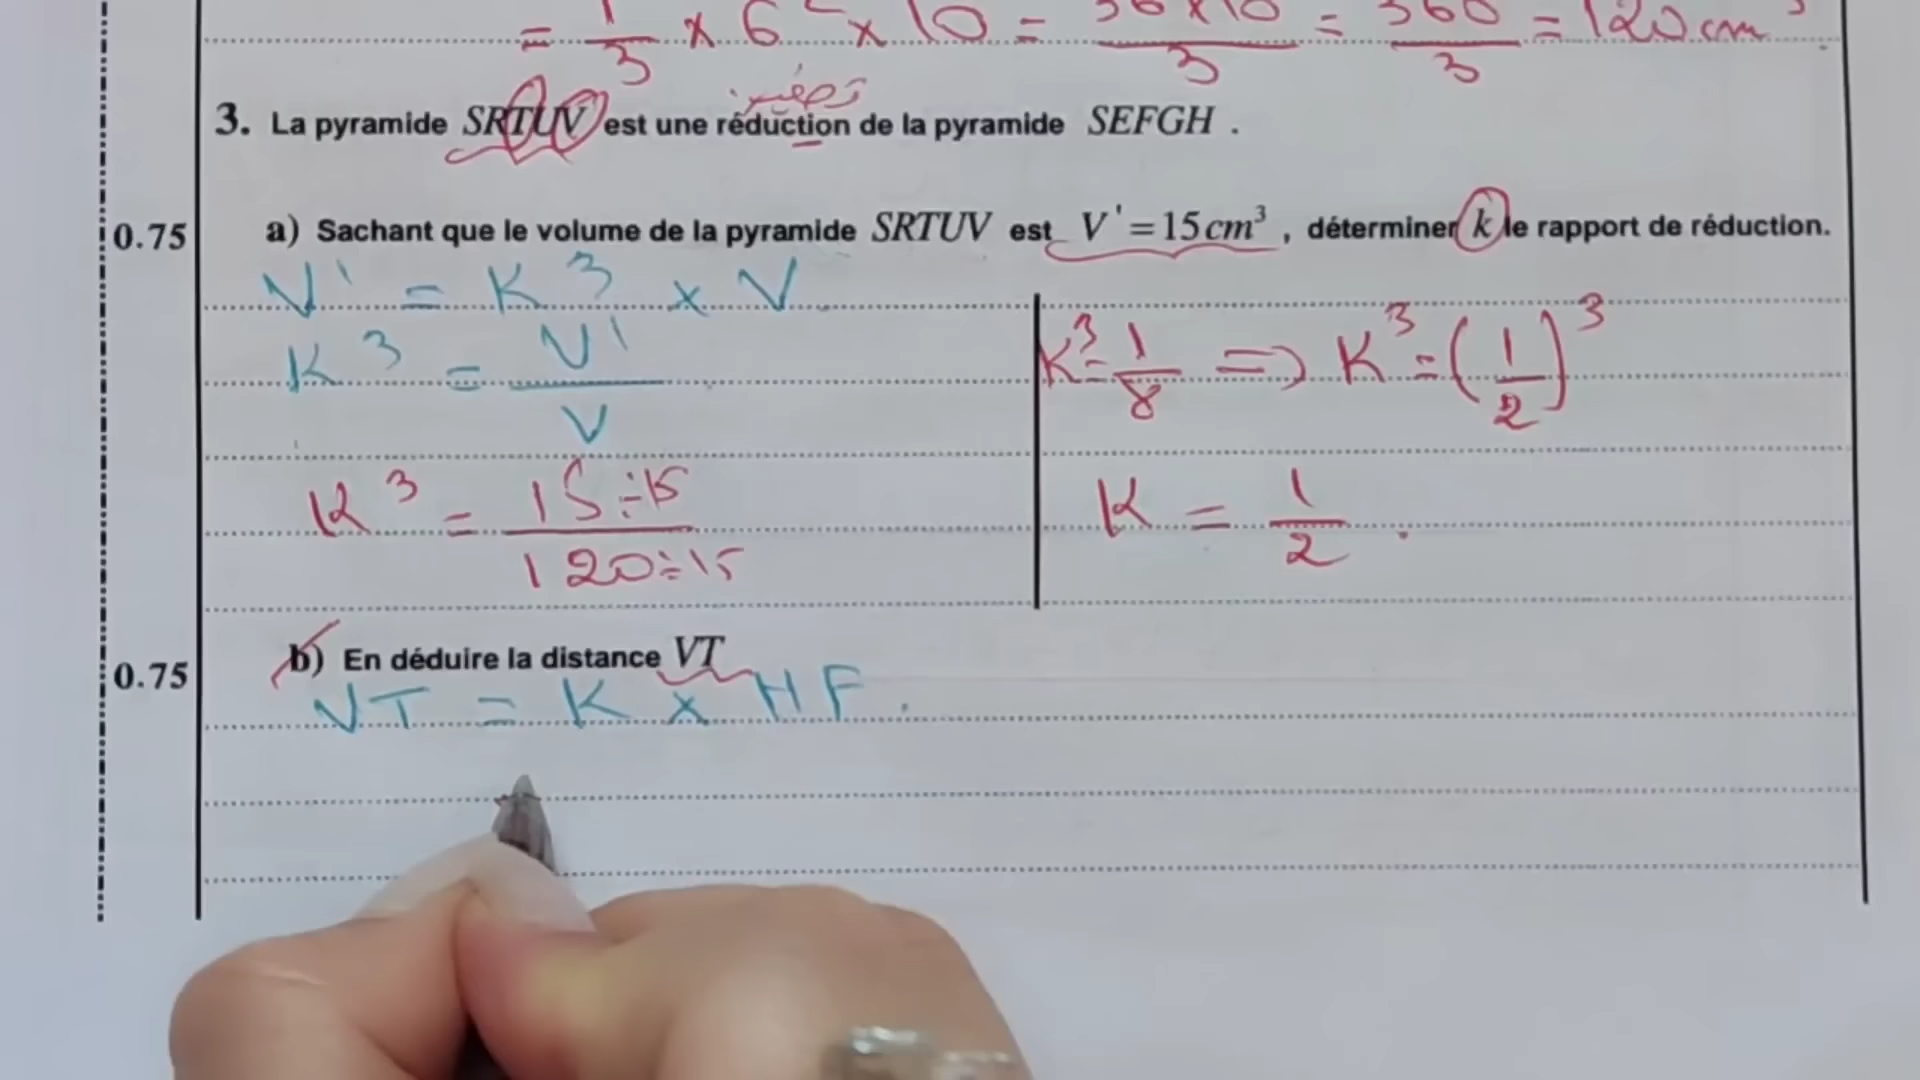 = 1/3 × 6² × 10 = 36×10/3 = 360/3 = 120 cm³
تصغير
3. La pyramide SRTUV est une réduction de la pyramide SEFGH .
0.75 a) Sachant que le volume de la pyramide SRTUV est V' = 15 cm³ , déterminer k le rapport de réduction.
V' = K³ × V
K³ = V'/V
K³ = 15÷15/120÷15
K³ = 1/8 => K³ = (1/2)³
K = 1/2 .
0.75 b) En déduire la distance VT
VT = K × HF .